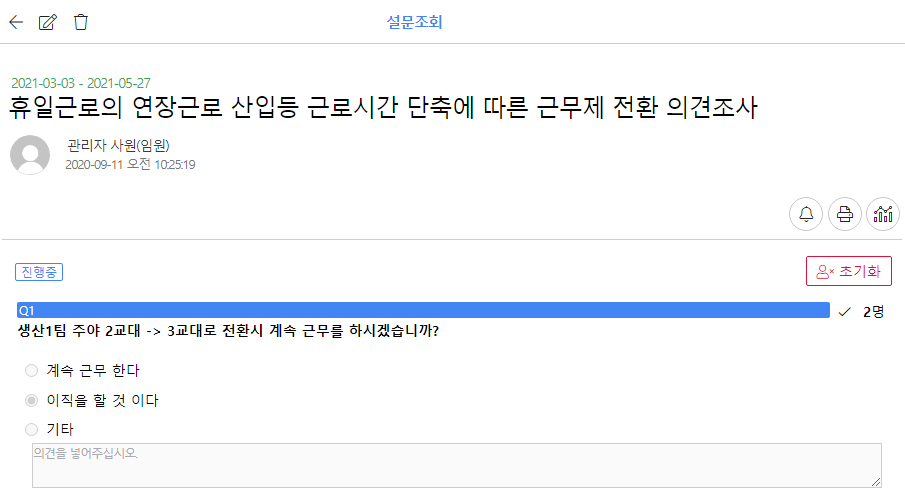 설문조회
2021-03-03 - 2021-05-27
휴일근로의 연장근로 산입등 근로시간 단축에 따른 근무제 전환 의견조사
관리자 사원(임원)
2020-09-11 오전 10:25:19
진행중
초기화
Q1
2명
생산1팀 주야 2교대 -> 3교대로 전환시 계속 근무를 하시겠습니까?
계속 근무 한다
이직을 할 것 이다
기타
의견을 넣어주십시오.